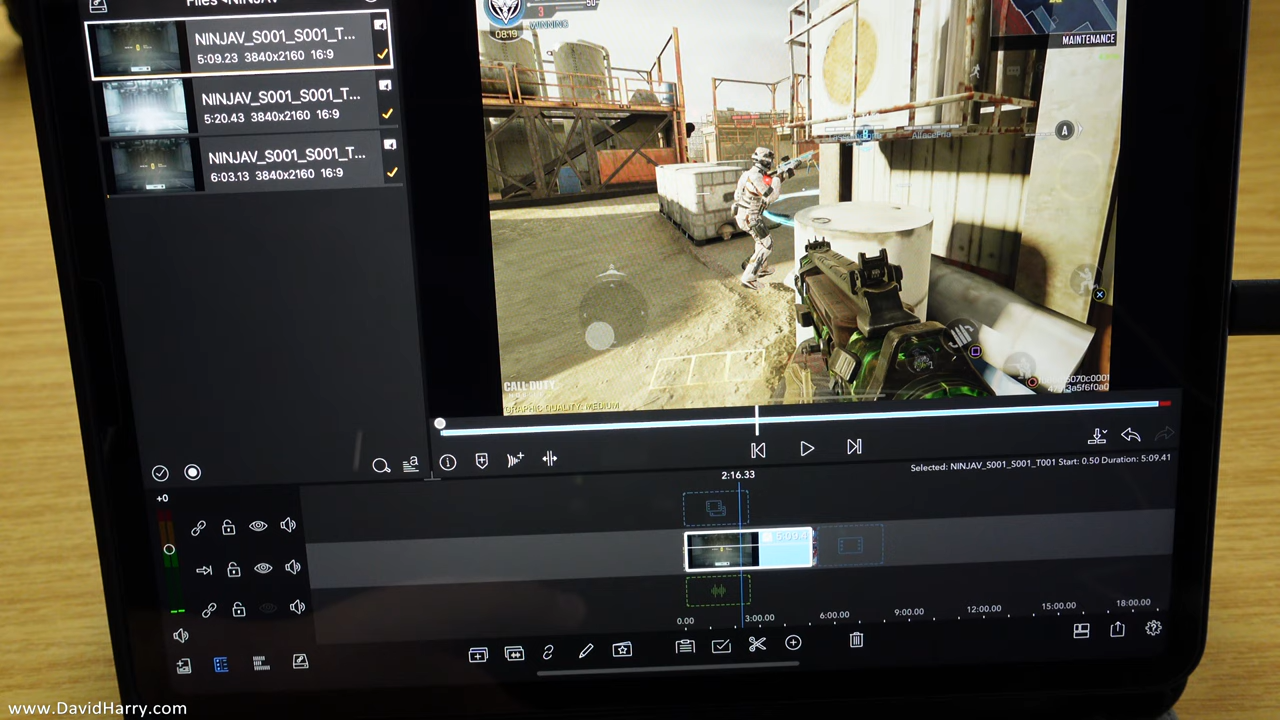 Files NINJAV
NINJAV_S001_S001_T...
5:09.23 3840x2160 16:9
NINJAV_S001_S001_T...
5:20.43 3840x2160 16:9
NINJAV_S001_S001_T...
6:03.13 3840x2160 16:9
3
50
WINNING
08:19
MAINTENANCE
A
CALL·DUTY
GRAPHIC QUALITY: MEDIUM
Selected: NINJAV_S001_S001_T001 Start: 0.50 Duration: 5:09.41
2:16.33
+0
0.00 3:00.00 6:00.00 9:00.00 12:00.00 15:00.00 18:00.00
www.DavidHarry.com